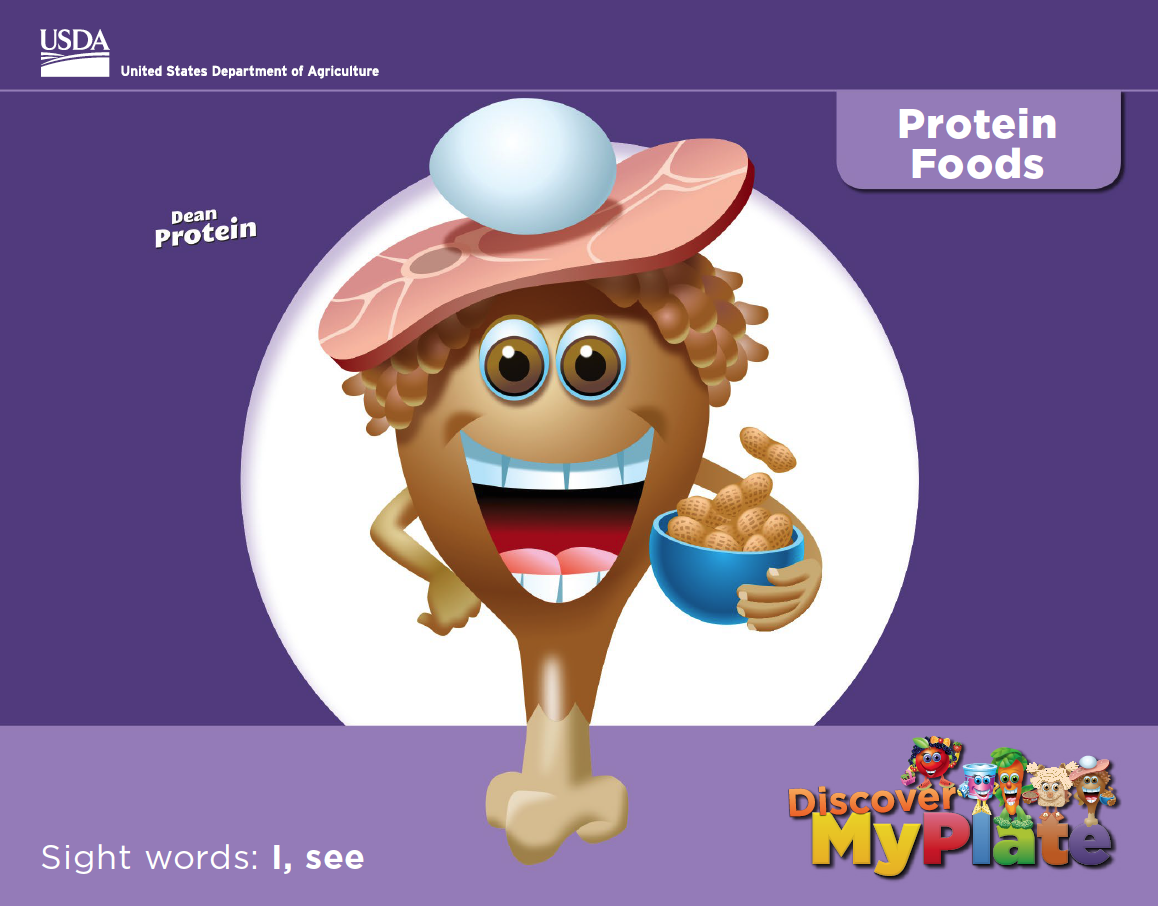 USDA
United States Department of Agriculture
Protein
Foods
Dean
Protein
Sight words: I, see
Discover
MyPlate